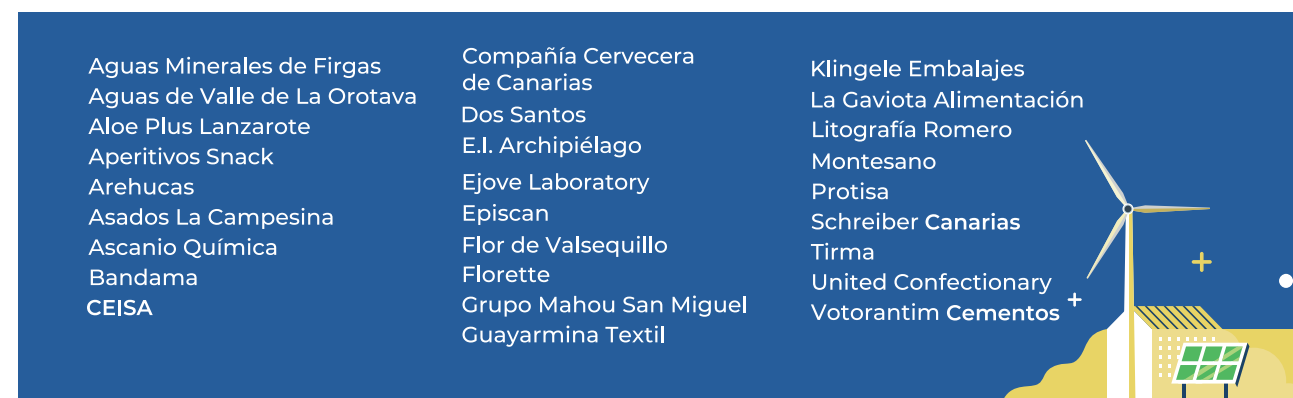 Aguas Minerales de Firgas
Aguas de Valle de La Orotava
Aloe Plus Lanzarote
Aperitivos Snack
Arehucas
Asados La Campesina
Ascanio Química
Bandama
CEISA
Compañía Cervecera
de Canarias
Dos Santos
E.I. Archipiélago
Ejove Laboratory
Episcan
Flor de Valsequillo
Florette
Grupo Mahou San Miguel
Guayarmina Textil
Klingele Embalajes
La Gaviota Alimentación
Litografía Romero
Montesano
Protisa
Schreiber Canarias
Tirma
United Confectionary
Votorantim Cementos